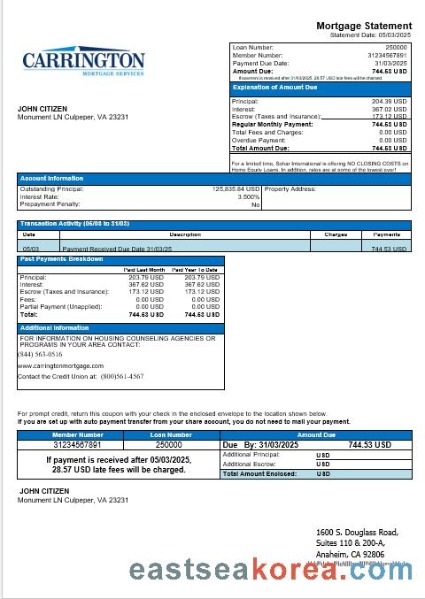 Mortgage Statement
Statement Date: 05/03/2025
CARRINGTON
MORTGAGE SERVICES
Loan Number: 250000
Member Number: 31234567891
Payment Due Date: 31/03/2025
Amount Due: 744.53 USD
If payment is received after 31/03/2025, 28.57 USD late fees will be charged.
JOHN CITIZEN
Monument LN Culpeper, VA 23231
Explanation of Amount Due
Principal: 204.39 USD
Interest: 367.02 USD
Escrow (Taxes and Insurance): 173.12 USD
Regular Monthly Payment: 744.53 USD
Total Fees and Charges: 0.00 USD
Overdue Payment: 0.00 USD
Total Amount Due: 744.53 USD
For a limited time, Schar International is offering NO CLOSING COSTS on
Home Equity Loans. In addition, rates are at some of the lowest ever!
Account Information
Outstanding Principal: 125,835.84 USD Property Address:
Interest Rate: 3.500%
Prepayment Penalty: No
Transaction Activity (06/03 to 31/03)
Date Description Charges Payments
05/03 Payment Received Due Date 31/03/25 744.53 USD
Past Payments Breakdown
Paid Last Month Paid Year To Date
Principal: 203.79 USD 203.79 USD
Interest: 367.62 USD 367.62 USD
Escrow (Taxes and Insurance): 173.12 USD 173.12 USD
Fees: 0.00 USD 0.00 USD
Partial Payment (Unapplied): 0.00 USD 0.00 USD
Total: 744.53 USD 744.53 USD
Additional Information
FOR INFORMATION ON HOUSING COUNSELING AGENCIES OR
PROGRAMS IN YOUR AREA CONTACT:
(844) 563-0516
www.carringtonmortgage.com
Contact the Credit Union at: (800)561-4567
For prompt credit, return this coupon with your check in the enclosed envelope to the location shown below
If you are set up with auto payment transfer from your share account, you do not need to mail your payment.
Member Number Loan Number Amount Due
31234567891 250000 Due By: 31/03/2025 744.53 USD
If payment is received after 05/03/2025,
28.57 USD late fees will be charged.
Additional Principal: USD
Additional Escrow: USD
Total Amount Enclosed: USD
JOHN CITIZEN
Monument LN Culpeper, VA 23231
1600 S. Douglass Road,
Suites 110 & 200-A,
Anaheim, CA 92806
eastseakorea.com